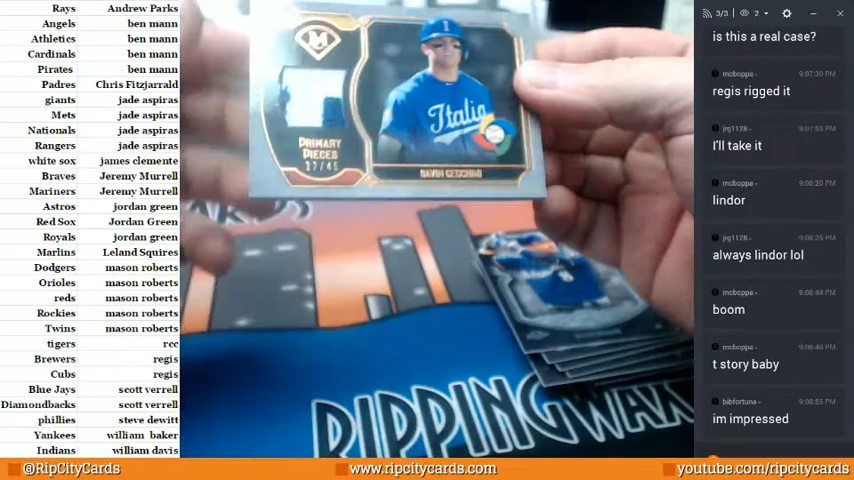 Rays Andrew Parks
Angels ben mann
Athletics ben mann
Cardinals ben mann
Pirates ben mann
Padres Chris Fitzjarrald
giants jade aspiras
Mets jade aspiras
Nationals jade aspiras
Rangers jade aspiras
white sox james clemente
Braves Jeremy Murrell
Mariners Jeremy Murrell
Astros jordan green
Red Sox Jordan Green
Royals jordan green
Marlins Leland Squires
Dodgers mason roberts
Orioles mason roberts
reds mason roberts
Rockies mason roberts
Twins mason roberts
tigers rcc
Brewers regis
Cubs regis
Blue Jays scott verrell
Diamondbacks scott verrell
phillies steve dewitt
Yankees william baker
Indians william davis
M
PRIMARY
PIECES
I
Italia
GAVIN CECCHINI
RIPPINGWAX
3/3 2
is this a real case?
moboppa - 9:07:30 PM
regis rigged it
jrg1128 - 9:07:55 PM
I'll take it
moboppa - 9:08:20 PM
lindor
jrg1128 - 9:08:25 PM
always lindor lol
moboppa - 9:08:44 PM
boom
moboppa - 9:08:48 PM
t story baby
bibfortuna - 9:08:55 PM
im impressed
@RipCityCards
www.ripcitycards.com
youtube.com/ripcitycards